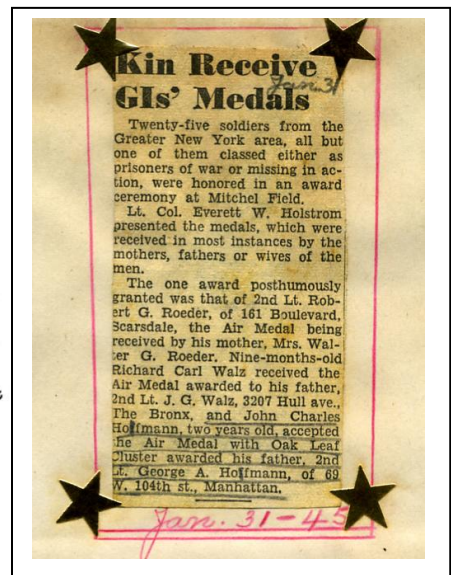 Kin Receive
Jan. 31
GIs' Medals
Twenty-five soldiers from the
Greater New York area, all but
one of them classed either as
prisoners of war or missing in ac-
tion, were honored in an award
ceremony at Mitchel Field.
Lt. Col. Everett W. Holstrom
presented the medals, which were
received in most instances by the
mothers, fathers or wives of the
men.
The one award posthumously
granted was that of 2nd Lt. Rob-
ert G. Roeder, of 161 Boulevard,
Scarsdale, the Air Medal being
received by his mother, Mrs. Wal-
ter G. Roeder. Nine-months-old
Richard Carl Walz received the
Air Medal awarded to his father,
2nd Lt. J. G. Walz, 3207 Hull ave.,
The Bronx, and John Charles
Hoffmann, two years old, accepted
the Air Medal with Oak Leaf
Cluster awarded his father, 2nd
Lt. George A. Hoffmann, of 69
W. 104th st., Manhattan.
Jan. 31-45